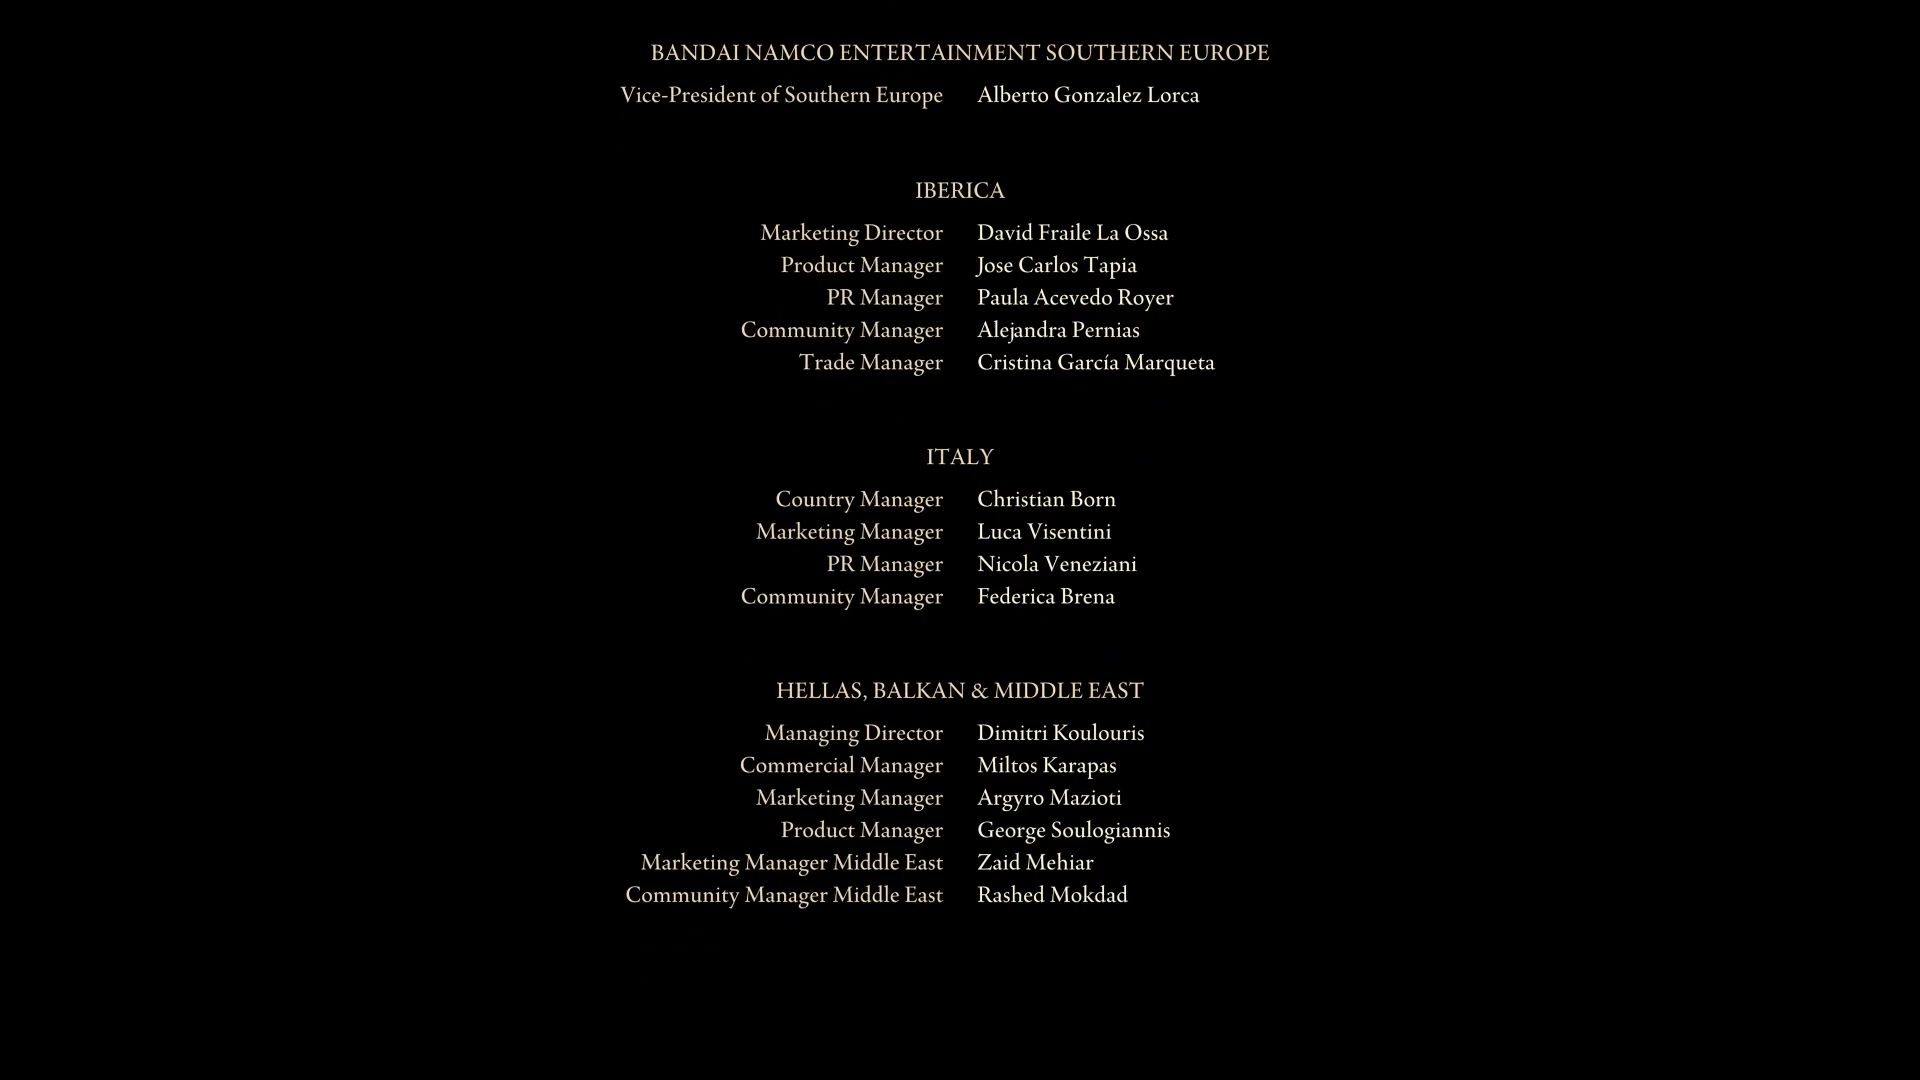 BANDAI NAMCO ENTERTAINMENT SOUTHERN EUROPE
Vice-President of Southern Europe Alberto Gonzalez Lorca
IBERICA
Marketing Director David Fraile La Ossa
Product Manager Jose Carlos Tapia
PR Manager Paula Acevedo Royer
Community Manager Alejandra Pernias
Trade Manager Cristina García Marqueta
ITALY
Country Manager Christian Born
Marketing Manager Luca Visentini
PR Manager Nicola Veneziani
Community Manager Federica Brena
HELLAS, BALKAN & MIDDLE EAST
Managing Director Dimitri Koulouris
Commercial Manager Miltos Karapas
Marketing Manager Argyro Mazioti
Product Manager George Soulogiannis
Marketing Manager Middle East Zaid Mehiar
Community Manager Middle East Rashed Mokdad